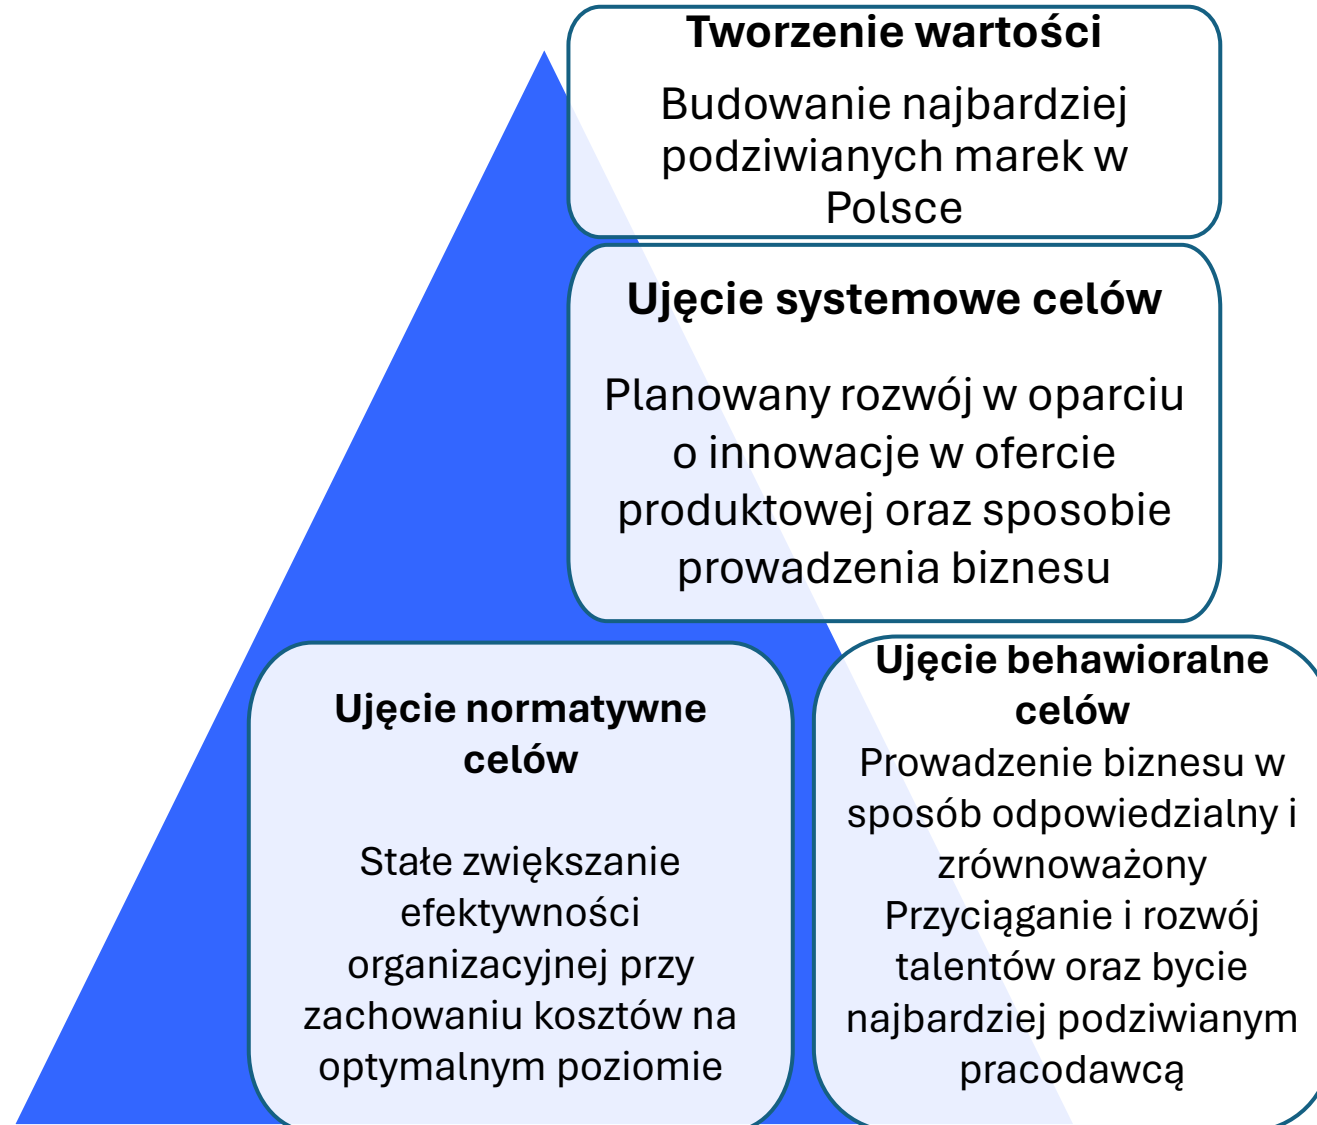 Tworzenie wartości
Budowanie najbardziej
podziwianych marek w
Polsce
Ujęcie systemowe celów
Planowany rozwój w oparciu
o innowacje w ofercie
produktowej oraz sposobie
prowadzenia biznesu
Ujęcie normatywne
celów
Stałe zwiększanie
efektywności
organizacyjnej przy
zachowaniu kosztów na
optymalnym poziomie
Ujęcie behawioralne
celów
Prowadzenie biznesu w
sposób odpowiedzialny i
zrównoważony
Przyciąganie i rozwój
talentów oraz bycie
najbardziej podziwianym
pracodawcą